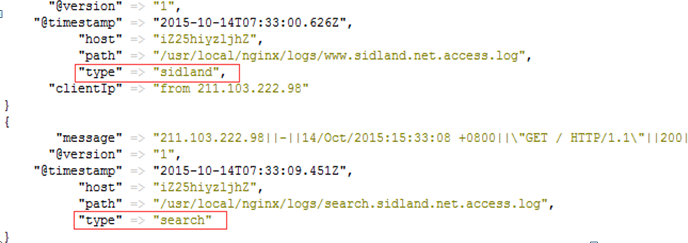 "@version" => "1",
"@timestamp" => "2015-10-14T07:33:00.626Z",
"host" => "iZ25hiyzljhZ",
"path" => "/usr/local/nginx/logs/www.sidland.net.access.log",
"type" => "sidland",
"clientIp" => "from 211.103.222.98"
}
{
"message" => "211.103.222.98||-||14/Oct/2015:15:33:08 +0800||\"GET / HTTP/1.1\"||200|
"@version" => "1",
"@timestamp" => "2015-10-14T07:33:09.451Z",
"host" => "iZ25hiyzljhZ",
"path" => "/usr/local/nginx/logs/search.sidland.net.access.log",
"type" => "search"
}